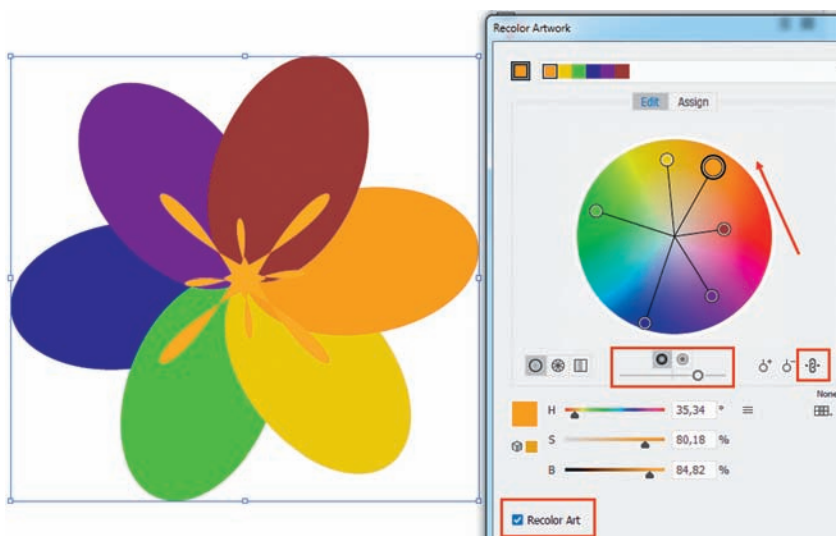 Recolor Artwork
Edit Assign
H 35,34 °
None
S 80,18 %
B 84,82 %
Recolor Art